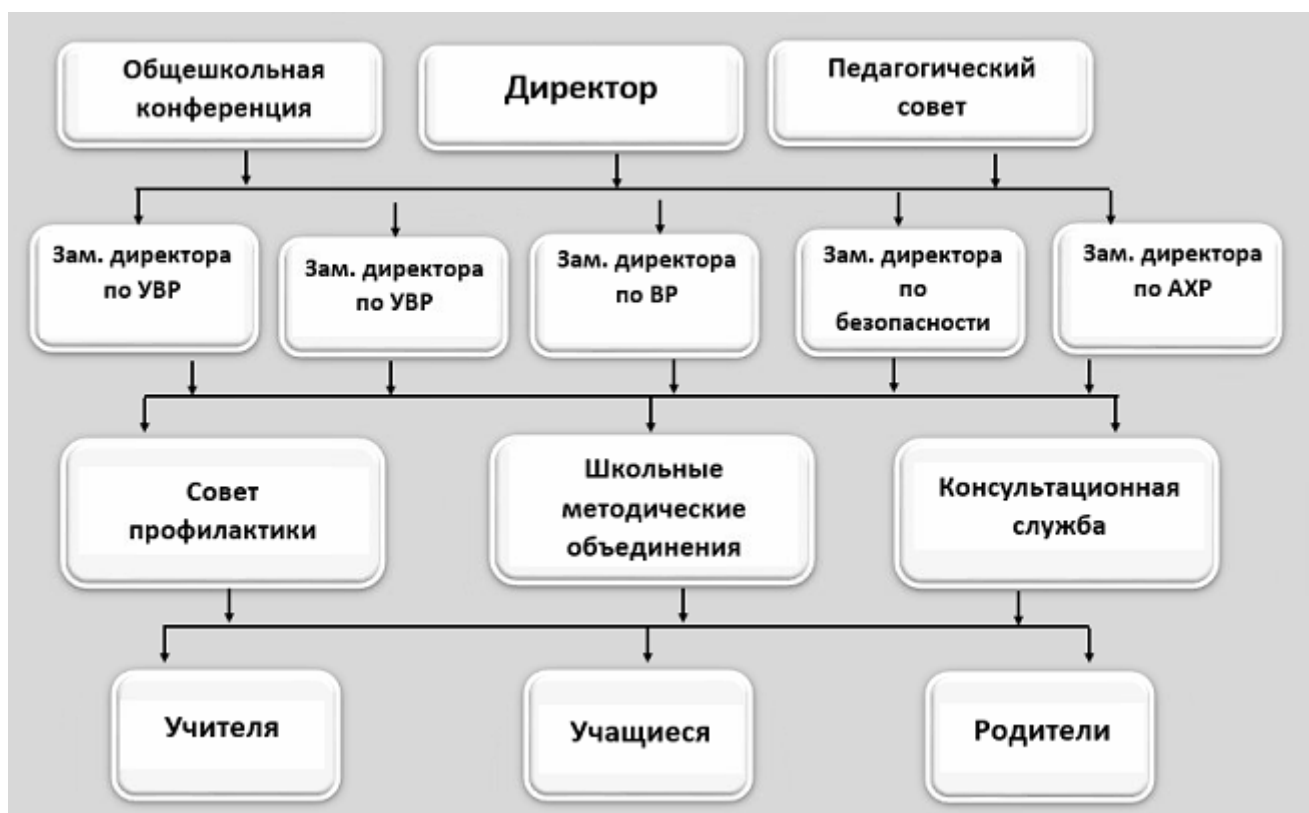 Общешкольная
конференция
Директор
Педагогический
совет
Зам. директора
по УВР
Зам. директора
по УВР
Зам. директора
по ВР
Зам. директора
по
безопасности
Зам. директора
по АХР
Совет
профилактики
Школьные
методические
объединения
Консультационная
служба
Учителя
Учащиеся
Родители